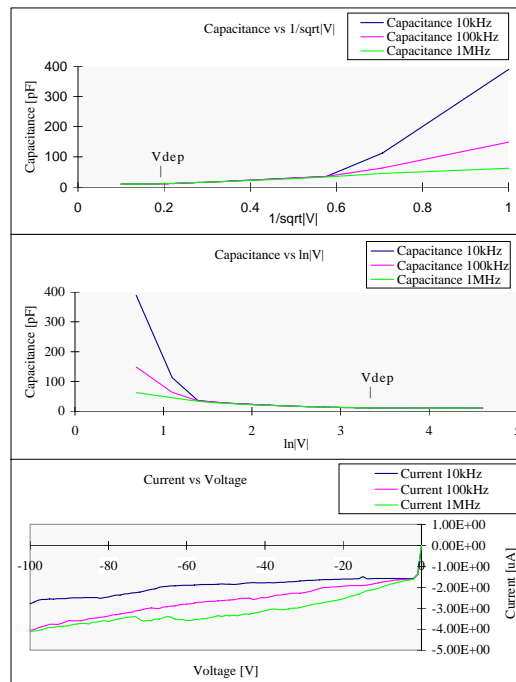 Capacitance vs 1/sqrt|V|
Capacitance 10kHz
Capacitance 100kHz
Capacitance 1MHz
Capacitance [pF]
400
300
200
100
0
Vdep
0 0.2 0.4 0.6 0.8 1
1/sqrt|V|
Capacitance vs ln|V|
Capacitance 10kHz
Capacitance 100kHz
Capacitance 1MHz
Capacitance [pF]
400
300
200
100
0
Vdep
0 1 2 3 4 5
ln|V|
Current vs Voltage
Current 10kHz
Current 100kHz
Current 1MHz
1.00E+00
0.00E+00
-1.00E+00
-2.00E+00
-3.00E+00
-4.00E+00
-5.00E+00
Current [uA]
-100 -80 -60 -40 -20 0
Voltage [V]